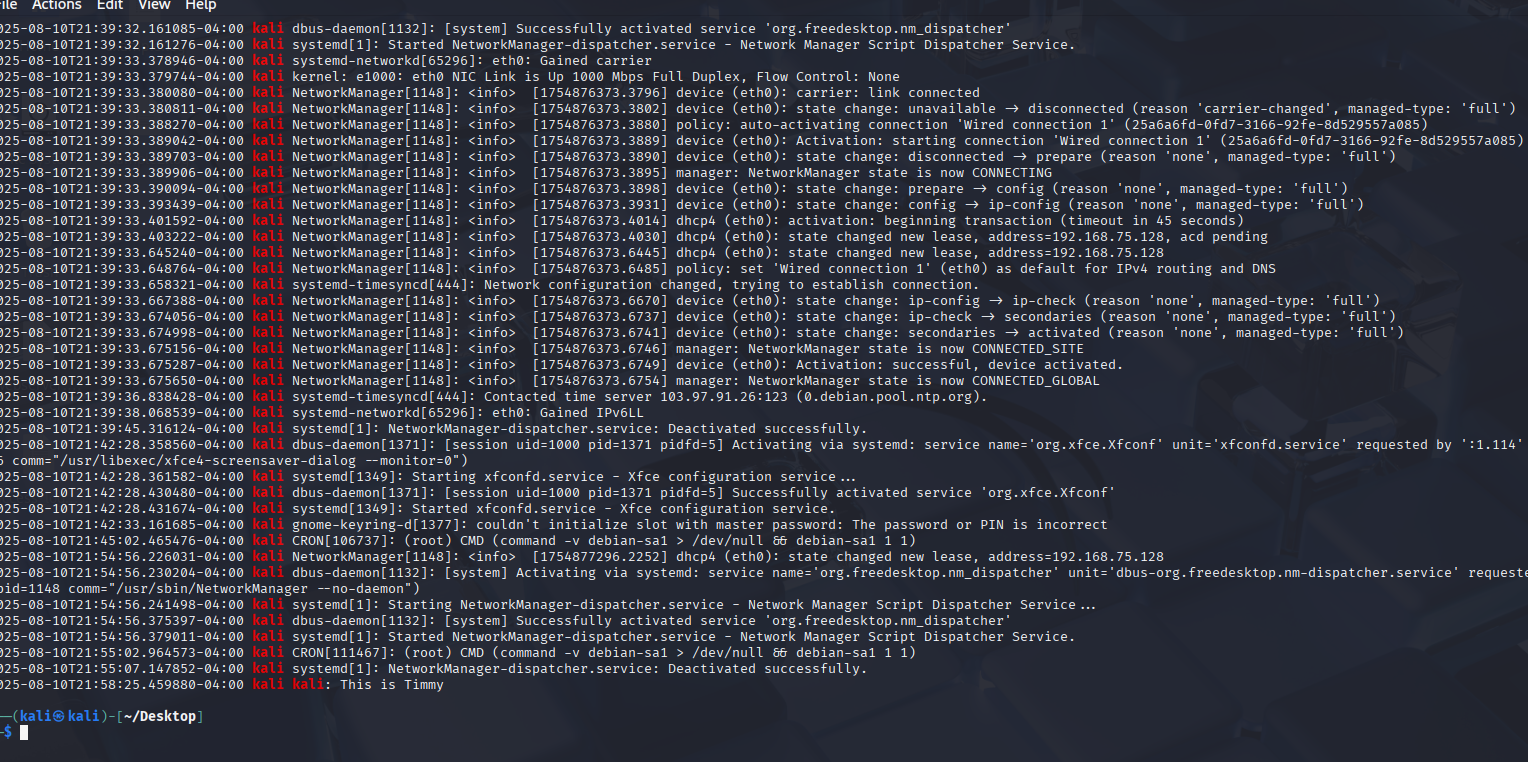 ile Actions Edit View Help
025-08-10T21:39:32.161085-04:00 kali dbus-daemon[1132]: [system] Successfully activated service 'org.freedesktop.nm_dispatcher'
025-08-10T21:39:32.161276-04:00 kali systemd[1]: Started NetworkManager-dispatcher.service - Network Manager Script Dispatcher Service.
025-08-10T21:39:33.378946-04:00 kali systemd-networkd[65296]: eth0: Gained carrier
025-08-10T21:39:33.379744-04:00 kali kernel: e1000: eth0 NIC Link is Up 1000 Mbps Full Duplex, Flow Control: None
025-08-10T21:39:33.380080-04:00 kali NetworkManager[1148]: <info>  [1754876373.3796] device (eth0): carrier: link connected
025-08-10T21:39:33.380811-04:00 kali NetworkManager[1148]: <info>  [1754876373.3802] device (eth0): state change: unavailable → disconnected (reason 'carrier-changed', managed-type: 'full')
025-08-10T21:39:33.388270-04:00 kali NetworkManager[1148]: <info>  [1754876373.3880] policy: auto-activating connection 'Wired connection 1' (25a6a6fd-0fd7-3166-92fe-8d529557a085)
025-08-10T21:39:33.389042-04:00 kali NetworkManager[1148]: <info>  [1754876373.3889] device (eth0): Activation: starting connection 'Wired connection 1' (25a6a6fd-0fd7-3166-92fe-8d529557a085)
025-08-10T21:39:33.389703-04:00 kali NetworkManager[1148]: <info>  [1754876373.3890] device (eth0): state change: disconnected → prepare (reason 'none', managed-type: 'full')
025-08-10T21:39:33.389906-04:00 kali NetworkManager[1148]: <info>  [1754876373.3895] manager: NetworkManager state is now CONNECTING
025-08-10T21:39:33.390094-04:00 kali NetworkManager[1148]: <info>  [1754876373.3898] device (eth0): state change: prepare → config (reason 'none', managed-type: 'full')
025-08-10T21:39:33.393439-04:00 kali NetworkManager[1148]: <info>  [1754876373.3931] device (eth0): state change: config → ip-config (reason 'none', managed-type: 'full')
025-08-10T21:39:33.401592-04:00 kali NetworkManager[1148]: <info>  [1754876373.4014] dhcp4 (eth0): activation: beginning transaction (timeout in 45 seconds)
025-08-10T21:39:33.403222-04:00 kali NetworkManager[1148]: <info>  [1754876373.4030] dhcp4 (eth0): state changed new lease, address=192.168.75.128, acd pending
025-08-10T21:39:33.645240-04:00 kali NetworkManager[1148]: <info>  [1754876373.6445] dhcp4 (eth0): state changed new lease, address=192.168.75.128
025-08-10T21:39:33.648764-04:00 kali NetworkManager[1148]: <info>  [1754876373.6485] policy: set 'Wired connection 1' (eth0) as default for IPv4 routing and DNS
025-08-10T21:39:33.658321-04:00 kali systemd-timesyncd[444]: Network configuration changed, trying to establish connection.
025-08-10T21:39:33.667388-04:00 kali NetworkManager[1148]: <info>  [1754876373.6670] device (eth0): state change: ip-config → ip-check (reason 'none', managed-type: 'full')
025-08-10T21:39:33.674056-04:00 kali NetworkManager[1148]: <info>  [1754876373.6737] device (eth0): state change: ip-check → secondaries (reason 'none', managed-type: 'full')
025-08-10T21:39:33.674998-04:00 kali NetworkManager[1148]: <info>  [1754876373.6741] device (eth0): state change: secondaries → activated (reason 'none', managed-type: 'full')
025-08-10T21:39:33.675156-04:00 kali NetworkManager[1148]: <info>  [1754876373.6746] manager: NetworkManager state is now CONNECTED_SITE
025-08-10T21:39:33.675287-04:00 kali NetworkManager[1148]: <info>  [1754876373.6749] device (eth0): Activation: successful, device activated.
025-08-10T21:39:33.675650-04:00 kali NetworkManager[1148]: <info>  [1754876373.6754] manager: NetworkManager state is now CONNECTED_GLOBAL
025-08-10T21:39:36.838428-04:00 kali systemd-timesyncd[444]: Contacted time server 103.97.91.26:123 (0.debian.pool.ntp.org).
025-08-10T21:39:38.068539-04:00 kali systemd-networkd[65296]: eth0: Gained IPv6LL
025-08-10T21:39:45.316124-04:00 kali systemd[1]: NetworkManager-dispatcher.service: Deactivated successfully.
025-08-10T21:42:28.358560-04:00 kali dbus-daemon[1371]: [session uid=1000 pid=1371 pidfd=5] Activating via systemd: service name='org.xfce.Xfconf' unit='xfconfd.service' requested by ':1.114'
6 comm="/usr/libexec/xfce4-screensaver-dialog --monitor=0")
025-08-10T21:42:28.361582-04:00 kali systemd[1349]: Starting xfconfd.service - Xfce configuration service...
025-08-10T21:42:28.430480-04:00 kali dbus-daemon[1371]: [session uid=1000 pid=1371 pidfd=5] Successfully activated service 'org.xfce.Xfconf'
025-08-10T21:42:28.431674-04:00 kali systemd[1349]: Started xfconfd.service - Xfce configuration service.
025-08-10T21:42:33.161685-04:00 kali gnome-keyring-d[1377]: couldn't initialize slot with master password: The password or PIN is incorrect
025-08-10T21:45:02.465476-04:00 kali CRON[106737]: (root) CMD (command -v debian-sa1 > /dev/null && debian-sa1 1 1)
025-08-10T21:54:56.226031-04:00 kali NetworkManager[1148]: <info>  [1754877296.2252] dhcp4 (eth0): state changed new lease, address=192.168.75.128
025-08-10T21:54:56.230204-04:00 kali dbus-daemon[1132]: [system] Activating via systemd: service name='org.freedesktop.nm_dispatcher' unit='dbus-org.freedesktop.nm-dispatcher.service' requeste
pid=1148 comm="/usr/sbin/NetworkManager --no-daemon")
025-08-10T21:54:56.241498-04:00 kali systemd[1]: Starting NetworkManager-dispatcher.service - Network Manager Script Dispatcher Service...
025-08-10T21:54:56.375397-04:00 kali dbus-daemon[1132]: [system] Successfully activated service 'org.freedesktop.nm_dispatcher'
025-08-10T21:54:56.379011-04:00 kali systemd[1]: Started NetworkManager-dispatcher.service - Network Manager Script Dispatcher Service.
025-08-10T21:55:02.964573-04:00 kali CRON[111467]: (root) CMD (command -v debian-sa1 > /dev/null && debian-sa1 1 1)
025-08-10T21:55:07.147852-04:00 kali systemd[1]: NetworkManager-dispatcher.service: Deactivated successfully.
025-08-10T21:58:25.459880-04:00 kali kali: This is Timmy
—(kali㉿kali)-[~/Desktop]
-$